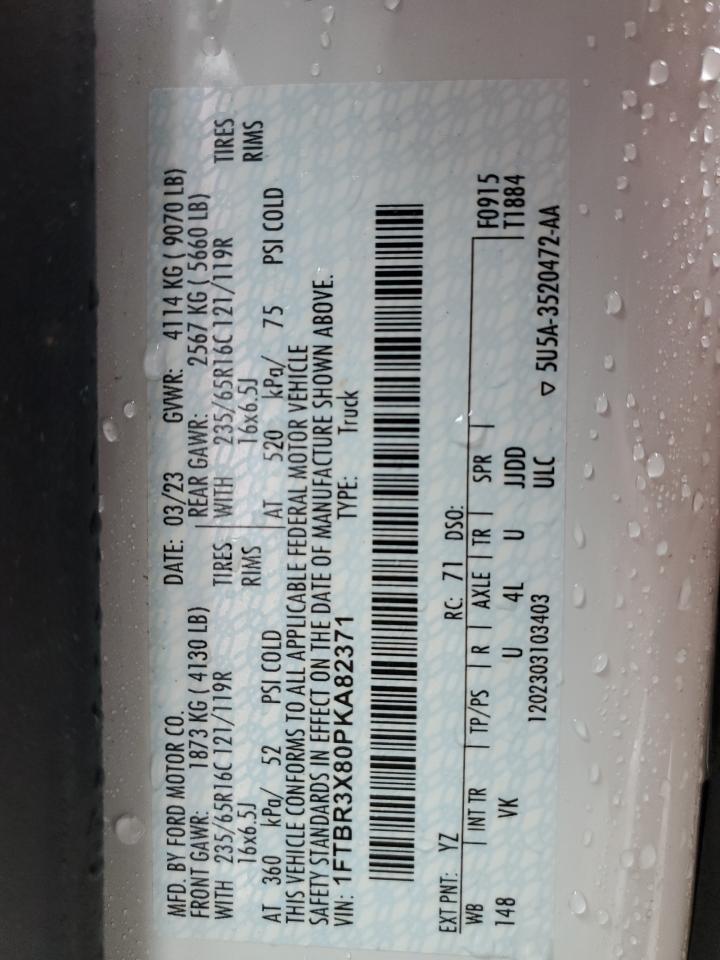 MFD. BY FORD MOTOR CO. DATE: 03/23 GVWR: 4114 KG ( 9070 LB)
FRONT GAWR: 1873 KG ( 4130 LB) REAR GAWR: 2567 KG ( 5660 LB)
WITH 235/65R16C 121/119R TIRES WITH 235/65R16C 121/119R TIRES
16x6.5J RIMS 16x6.5J RIMS
AT 360 kPa/ 52 PSI COLD AT 520 kPa/ 75 PSI COLD
THIS VEHICLE CONFORMS TO ALL APPLICABLE FEDERAL MOTOR VEHICLE
SAFETY STANDARDS IN EFFECT ON THE DATE OF MANUFACTURE SHOWN ABOVE.
VIN: 1FTBR3X80PKA82371 TYPE: Truck
EXT PNT: YZ RC: 71 DSO: F0915
WB INT TR TP/PS R AXLE TR SPR T1884
148 VK U 4L U JJDD
1202303103403 ULC
▽ 5U5A-3520472-AA